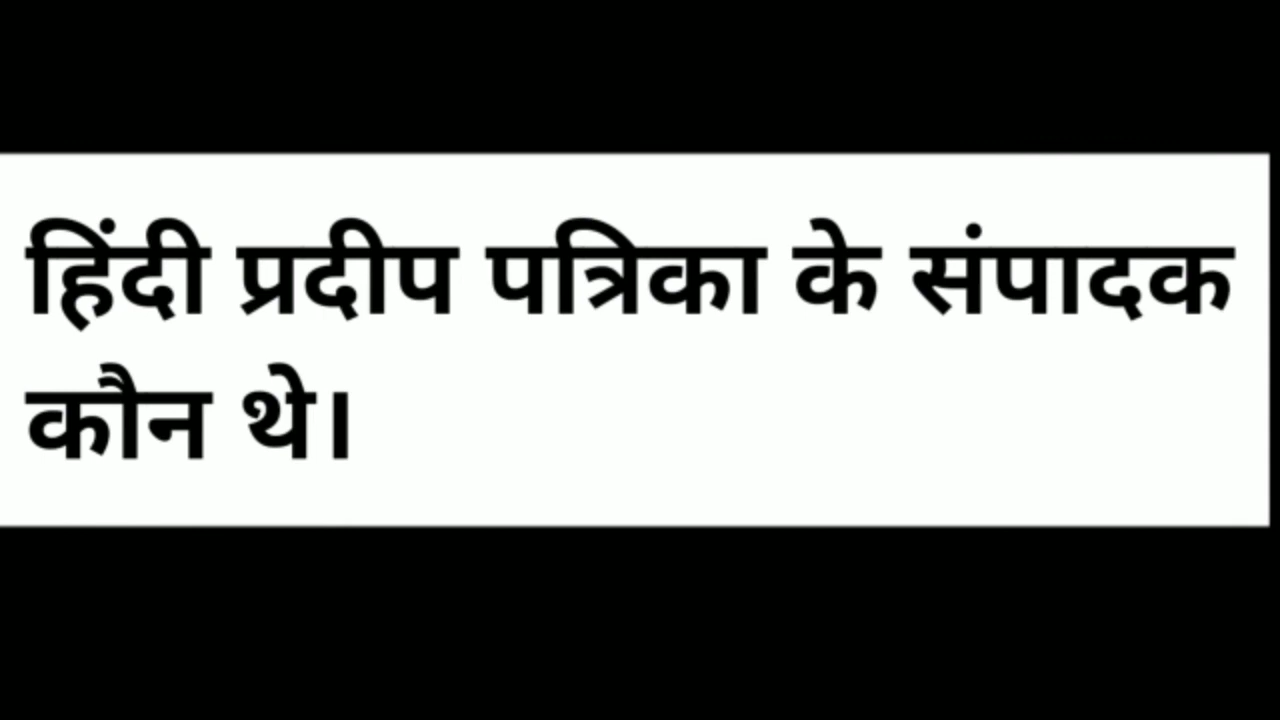 हिंदी प्रदीप पत्रिका के संपादक
कौन थे।